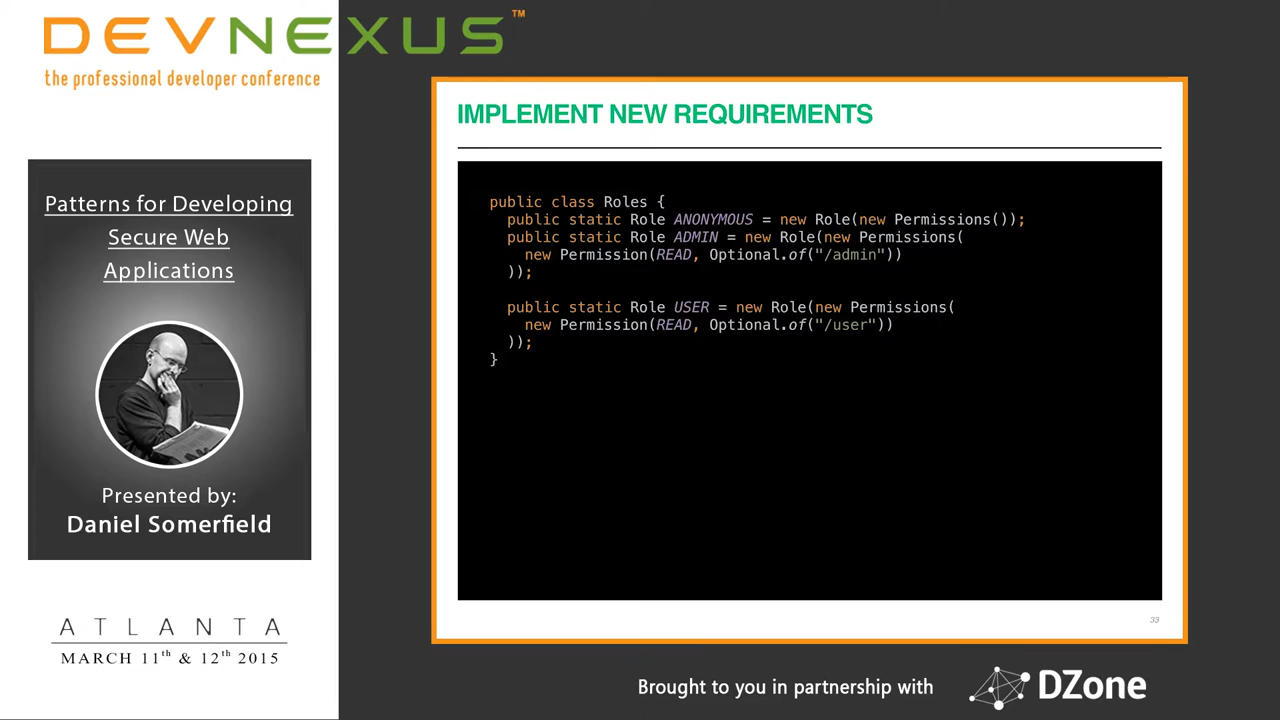 DEVNEXUS™
the professional developer conference
Patterns for Developing
Secure Web
Applications
Presented by:
Daniel Somerfield
ATLANTA
MARCH 11th & 12th 2015
IMPLEMENT NEW REQUIREMENTS
public class Roles {
  public static Role ANONYMOUS = new Role(new Permissions());
  public static Role ADMIN = new Role(new Permissions(
    new Permission(READ, Optional.of("/admin"))
  ));
  public static Role USER = new Role(new Permissions(
    new Permission(READ, Optional.of("/user"))
  ));
}
33
Brought to you in partnership with
DZone